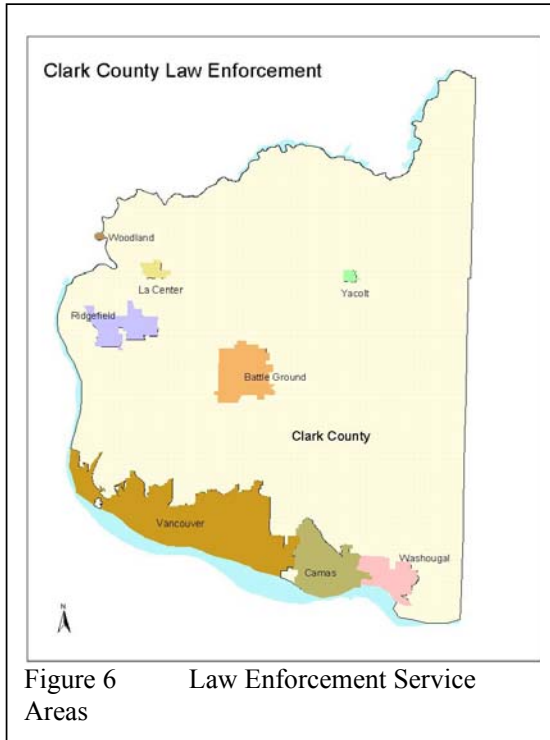 Clark County Law Enforcement
Woodland
La Center
Yacolt
Ridgefield
Battle Ground
Clark County
Vancouver
Washougal
Camas
N
Figure 6 Law Enforcement Service
Areas